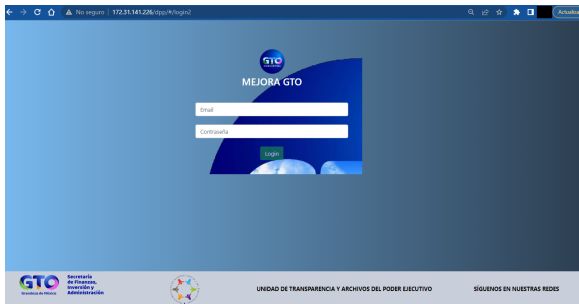 No seguro | 172.31.141.226/dpp/#/login2
Actualiza
GTO
MEJORA GTO
Email
Contraseña
Login
GTO
Grandeza de México
Secretaría
de Finanzas,
Inversión y
Administración
UNIDAD DE TRANSPARENCIA Y ARCHIVOS DEL PODER EJECUTIVO
SÍGUENOS EN NUESTRAS REDES